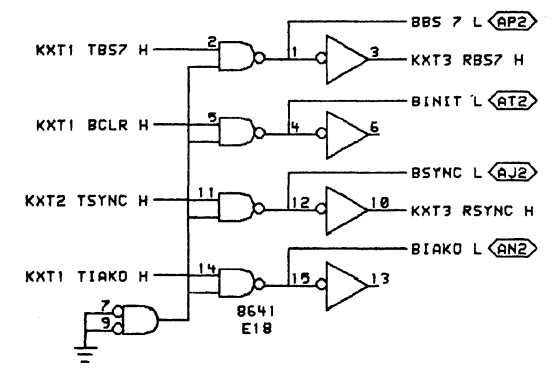 BBS 7 L AP2
KXT1 TBS7 H 2 1 3 KXT3 RBS7 H
BINIT L AT2
KXT1 BCLR H 5 4 6
BSYNC L AJ2
KXT2 TSYNC H 11 12 10 KXT3 RSYNC H
BIAKO L AN2
KXT1 TIAKO H 14 15 13
7
9
8641
E18